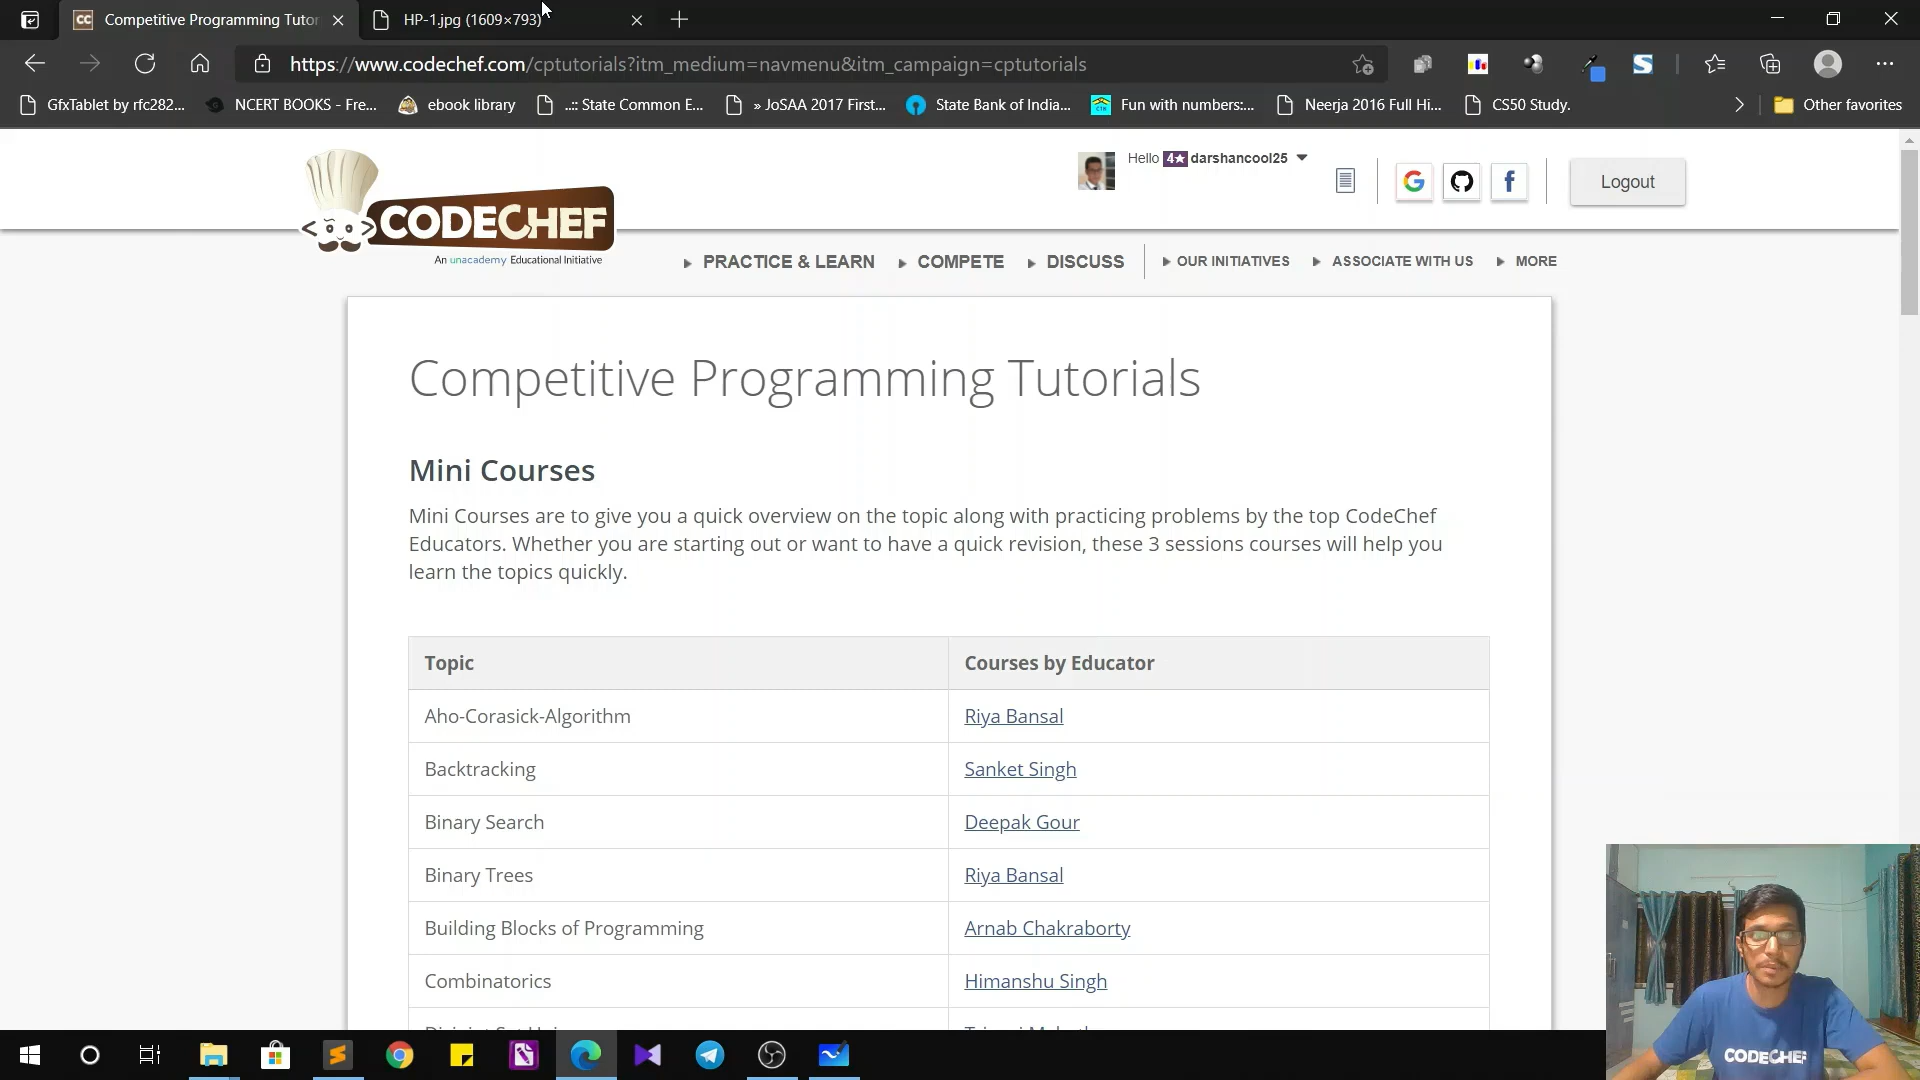 Competitive Programming Tutor
HP-1.jpg (1609×793)
https://www.codechef.com/cptutorials?itm_medium=navmenu&itm_campaign=cptutorials
GfxTablet by rfc282...
NCERT BOOKS - Fre...
ebook library
..:: State Common E...
» JoSAA 2017 First...
State Bank of India...
Fun with numbers:...
Neerja 2016 Full Hi...
CS50 Study.
Other favorites
Hello 4★ darshancool25
Logout
CODECHEF
An unacademy Educational Initiative
PRACTICE & LEARN
COMPETE
DISCUSS
OUR INITIATIVES
ASSOCIATE WITH US
MORE
Competitive Programming Tutorials
Mini Courses
Mini Courses are to give you a quick overview on the topic along with practicing problems by the top CodeChef
Educators. Whether you are starting out or want to have a quick revision, these 3 sessions courses will help you
learn the topics quickly.
Topic
Courses by Educator
Aho-Corasick-Algorithm
Riya Bansal
Backtracking
Sanket Singh
Binary Search
Deepak Gour
Binary Trees
Riya Bansal
Building Blocks of Programming
Arnab Chakraborty
Combinatorics
Himanshu Singh
CODECHEF